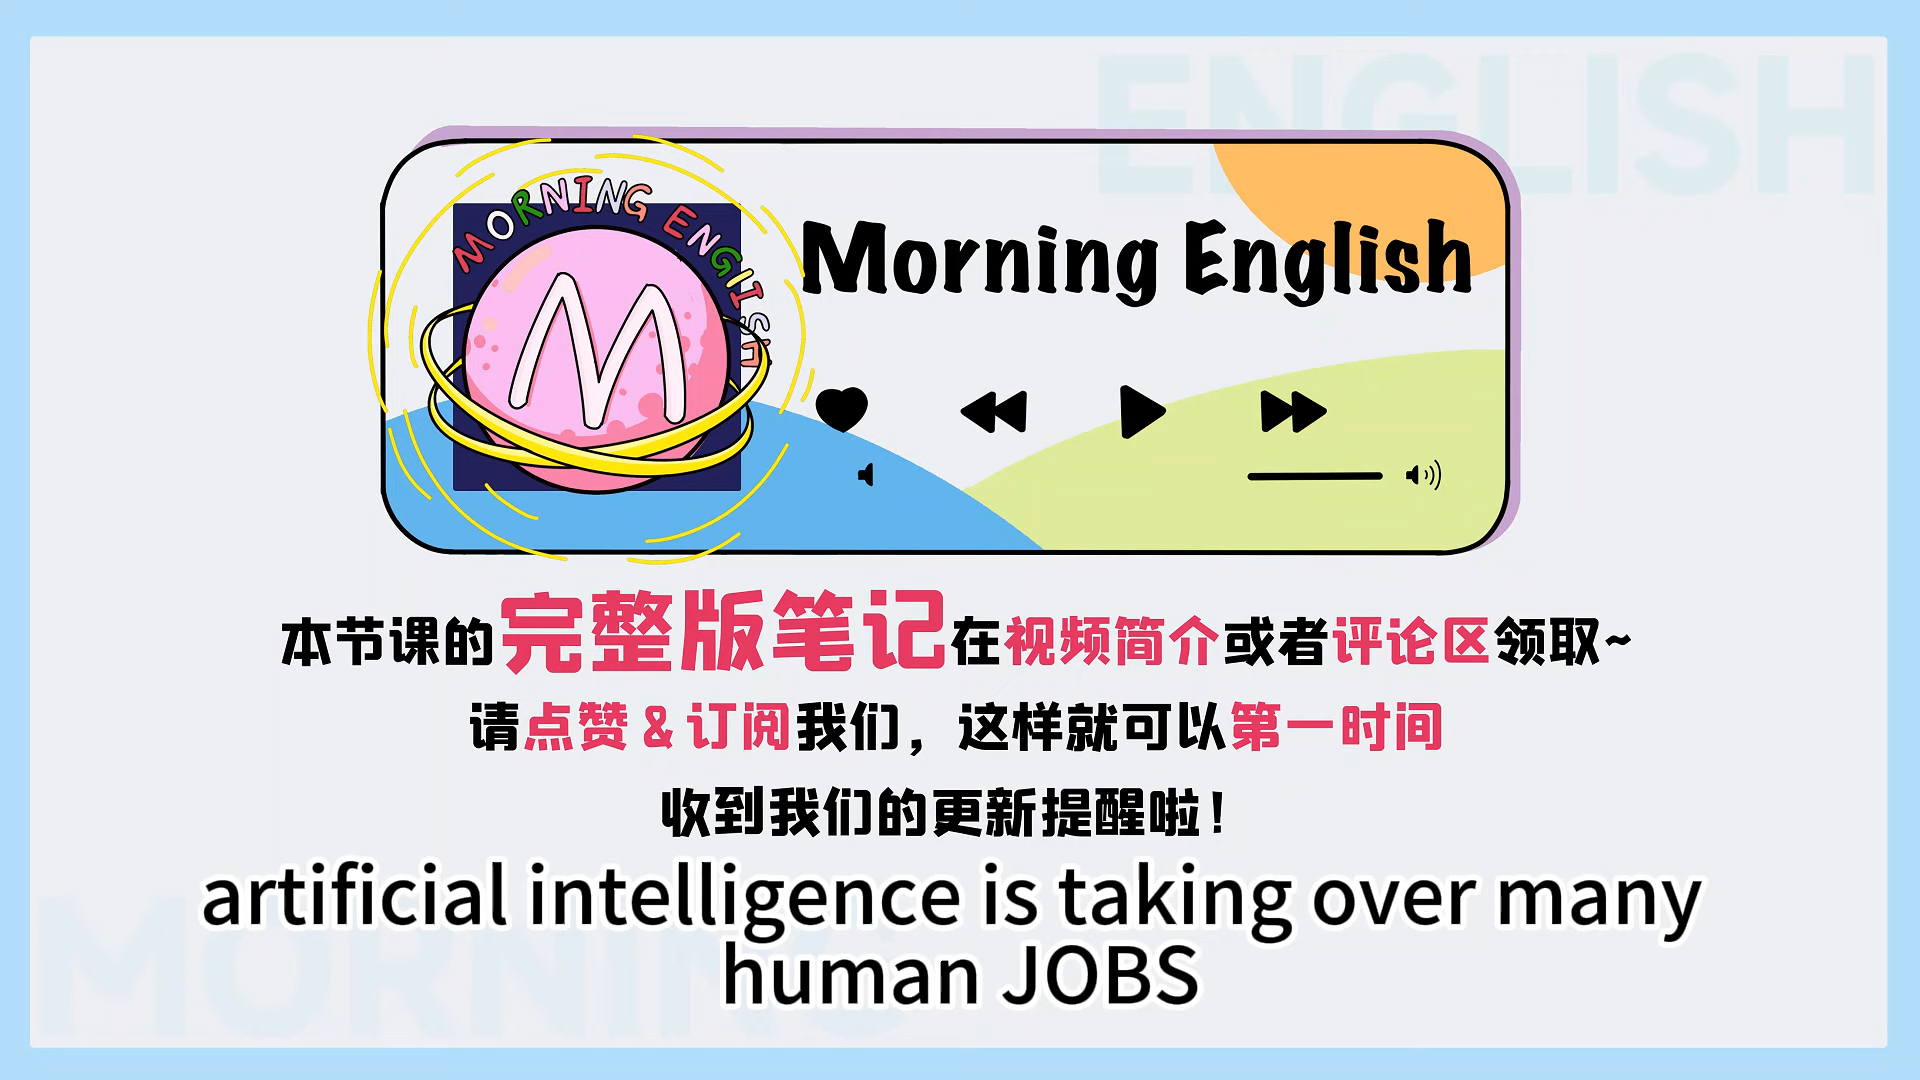 ENGLISH
MORNING ENGLISH
M
Morning English
本节课的完整版笔记在视频简介或者评论区领取~
请点赞&订阅我们，这样就可以第一时间
收到我们的更新提醒啦！
artificial intelligence is taking over many
human JOBS
MORNING